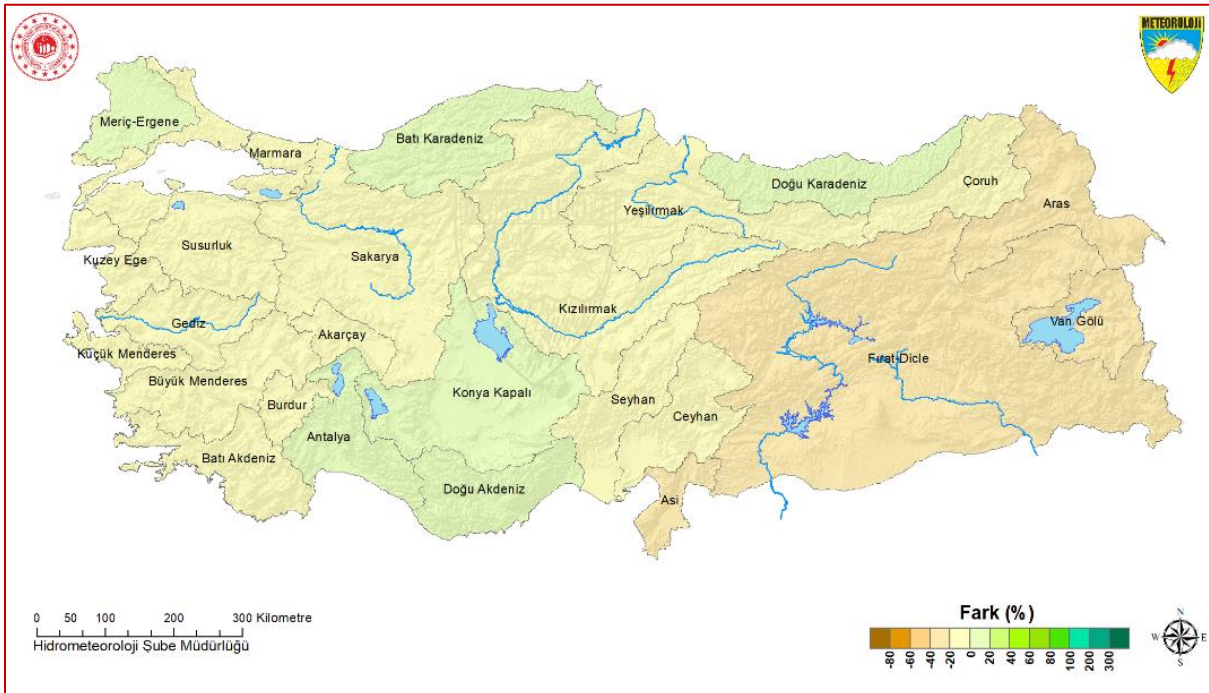 METEOROLOJİ
Meriç-Ergene
Marmara
Batı Karadeniz
Doğu Karadeniz
Çoruh
Aras
Yeşilırmak
Susurluk
Kuzey Ege
Sakarya
Kızılırmak
Gediz
Akarçay
Van Gölü
Küçük Menderes
Fırat-Dicle
Büyük Menderes
Burdur
Konya Kapalı
Seyhan
Ceyhan
Antalya
Batı Akdeniz
Doğu Akdeniz
Asi
0 50 100 200 300 Kilometre
Hidrometeoroloji Şube Müdürlüğü
Fark (%)
-80 -60 -40 -20 0 20 40 60 80 100 200 300
N
W E
S